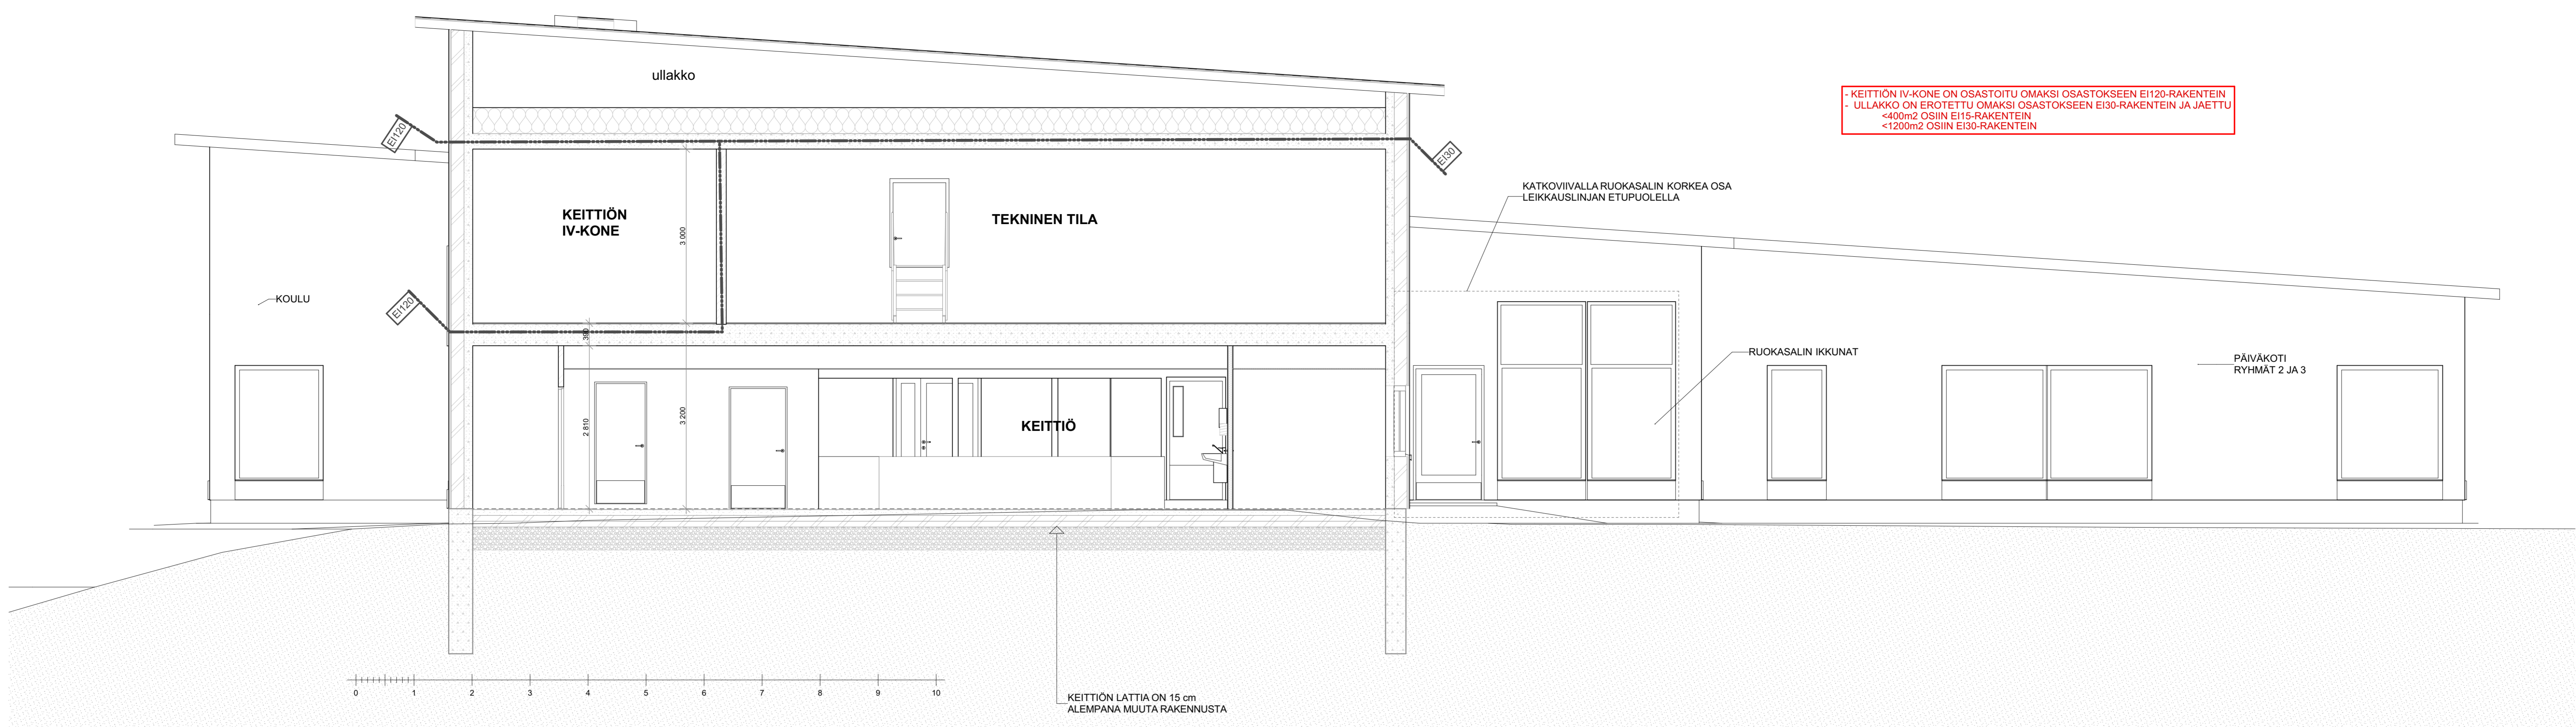 ullakko
- KEITTIÖN IV-KONE ON OSASTOITU OMAKSI OSASTOKSEEN EI120-RAKENTEIN
- ULLAKKO ON EROTETTU OMAKSI OSASTOKSEEN EI30-RAKENTEIN JA JAETTU
<400m2 OSIIN EI15-RAKENTEIN
<1200m2 OSIIN EI30-RAKENTEIN
EI120
EI30
KATKOVIIVALLA RUOKASALIN KORKEA OSA
LEIKKAUSLINJAN ETUPUOLELLA
KEITTIÖN
IV-KONE
3 000
TEKNINEN TILA
KOULU
EI120
390
RUOKASALIN IKKUNAT
PÄIVÄKOTI
RYHMÄT 2 JA 3
2 810
3 200
KEITTIÖ
0 1 2 3 4 5 6 7 8 9 10
KEITTIÖN LATTIA ON 15 cm
ALEMPANA MUUTA RAKENNUSTA